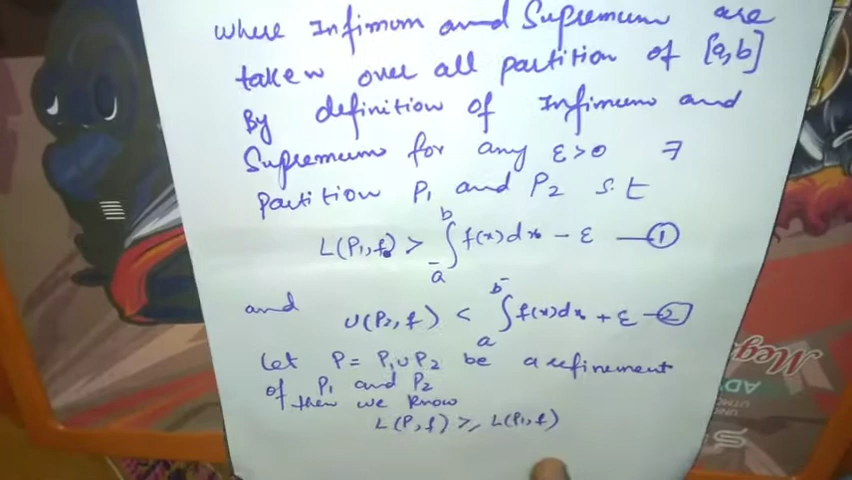 where Infimum and Supremum are
taken over all partition of [a,b]
By definition of Infimum and
Supremum for any ε>0 ∃
partition P₁ and P₂ s.t
L(P₁,f) > ∫_a̲^b f(x)dx - ε —①
and U(P₂,f) < ∫_a^b̄ f(x)dx + ε —②
Let P = P₁∪P₂ be a refinement
of P₁ and P₂
then we know
L(P,f) ≥ L(P₁,f)